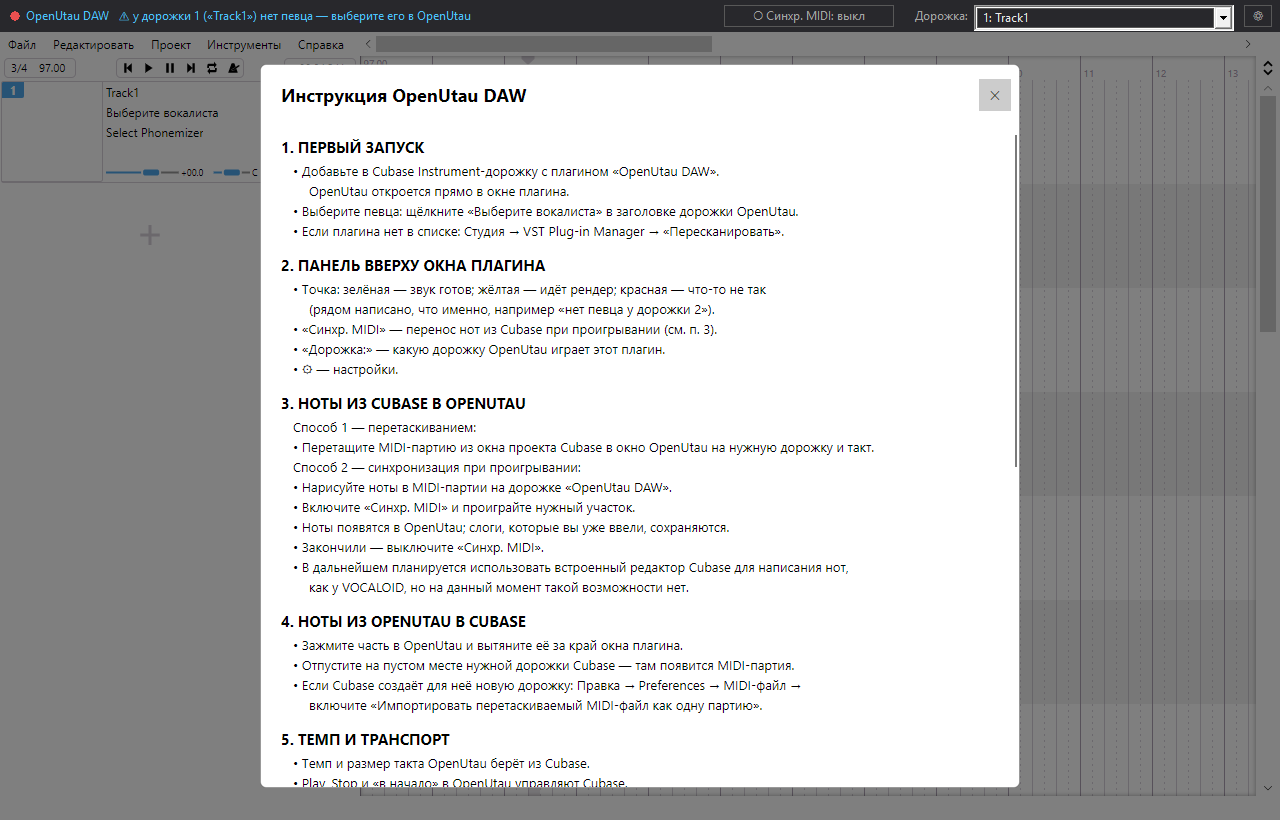 OpenUtau DAW ⚠ у дорожки 1 («Track1») нет певца — выберите его в OpenUtau
Синхр. MIDI: выкл
Дорожка:
1: Track1
Файл Редактировать Проект Инструменты Справка
3/4 97.00
97.00
11 12 13
1
Track1
Выберите вокалиста
Select Phonemizer
+00.0 C
Инструкция OpenUtau DAW
1. ПЕРВЫЙ ЗАПУСК
• Добавьте в Cubase Instrument-дорожку с плагином «OpenUtau DAW».
OpenUtau откроется прямо в окне плагина.
• Выберите певца: щёлкните «Выберите вокалиста» в заголовке дорожки OpenUtau.
• Если плагина нет в списке: Студия → VST Plug-in Manager → «Пересканировать».
2. ПАНЕЛЬ ВВЕРХУ ОКНА ПЛАГИНА
• Точка: зелёная — звук готов; жёлтая — идёт рендер; красная — что-то не так
(рядом написано, что именно, например «нет певца у дорожки 2»).
• «Синхр. MIDI» — перенос нот из Cubase при проигрывании (см. п. 3).
• «Дорожка:» — какую дорожку OpenUtau играет этот плагин.
• ⚙ — настройки.
3. НОТЫ ИЗ CUBASE В OPENUTAU
Способ 1 — перетаскиванием:
• Перетащите MIDI-партию из окна проекта Cubase в окно OpenUtau на нужную дорожку и такт.
Способ 2 — синхронизация при проигрывании:
• Нарисуйте ноты в MIDI-партии на дорожке «OpenUtau DAW».
• Включите «Синхр. MIDI» и проиграйте нужный участок.
• Ноты появятся в OpenUtau; слоги, которые вы уже ввели, сохраняются.
• Закончили — выключите «Синхр. MIDI».
• В дальнейшем планируется использовать встроенный редактор Cubase для написания нот,
как у VOCALOID, но на данный момент такой возможности нет.
4. НОТЫ ИЗ OPENUTAU В CUBASE
• Зажмите часть в OpenUtau и вытяните её за край окна плагина.
• Отпустите на пустом месте нужной дорожки Cubase — там появится MIDI-партия.
• Если Cubase создаёт для неё новую дорожку: Правка → Preferences → MIDI-файл →
включите «Импортировать перетаскиваемый MIDI-файл как одну партию».
5. ТЕМП И ТРАНСПОРТ
• Темп и размер такта OpenUtau берёт из Cubase.
• Play, Stop и «в начало» в OpenUtau управляют Cubase.